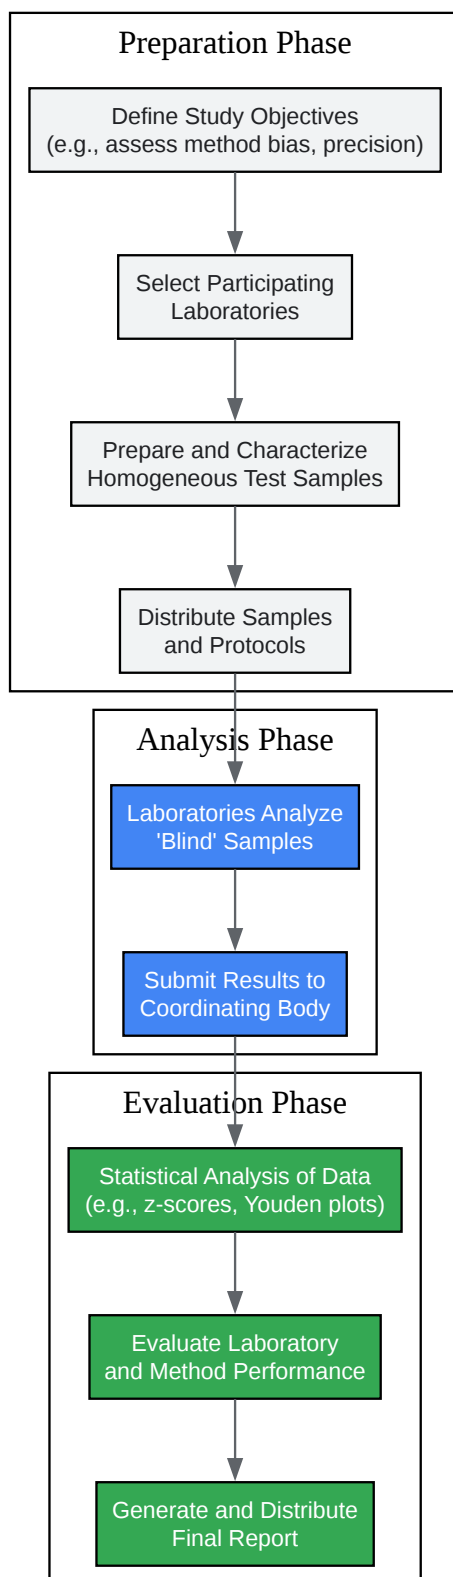 Preparation Phase
Define Study Objectives
(e.g., assess method bias, precision)
Select Participating
Laboratories
Prepare and Characterize
Homogeneous Test Samples
Distribute Samples
and Protocols
Analysis Phase
Laboratories Analyze
'Blind' Samples
Submit Results to
Coordinating Body
Evaluation Phase
Statistical Analysis of Data
(e.g., z-scores, Youden plots)
Evaluate Laboratory
and Method Performance
Generate and Distribute
Final Report